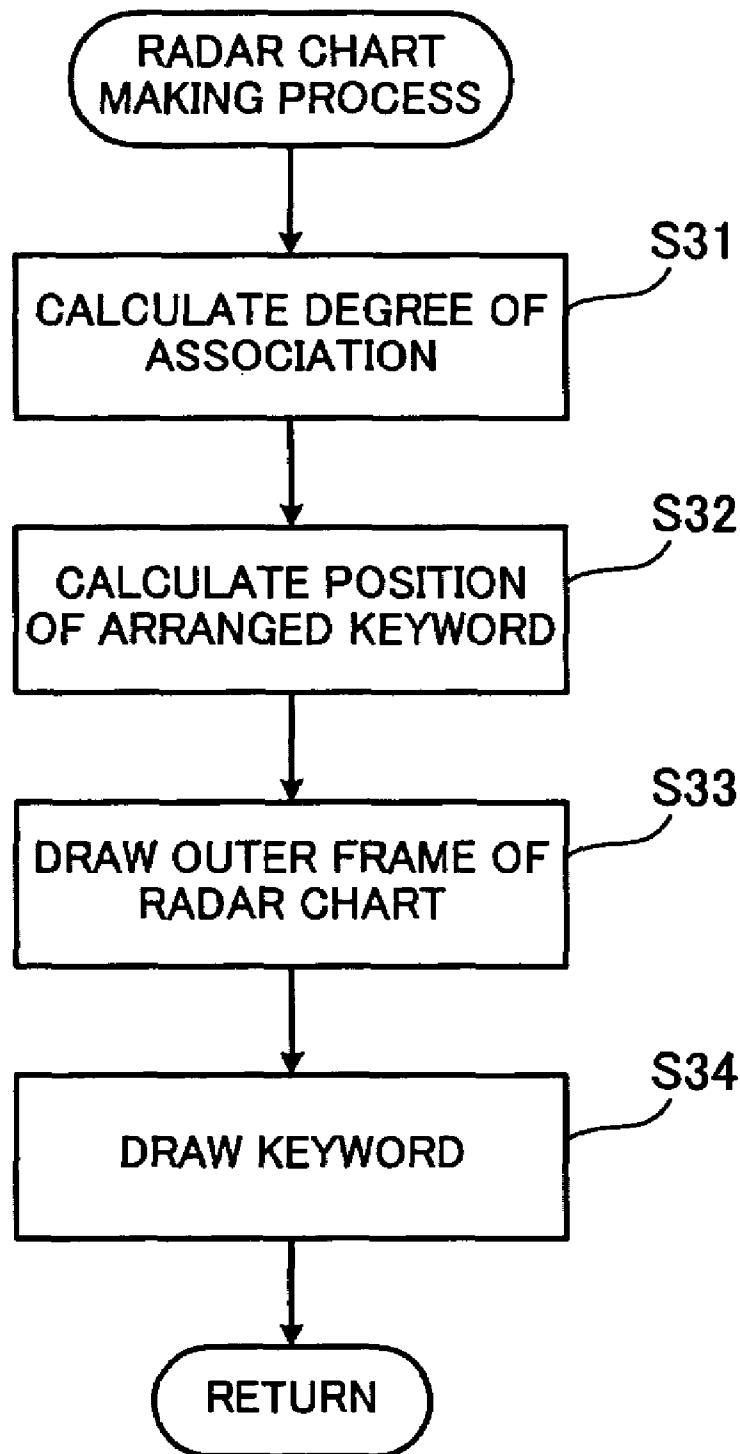 RADAR CHART
MAKING PROCESS
S31
CALCULATE DEGREE OF
ASSOCIATION
S32
CALCULATE POSITION
OF ARRANGED KEYWORD
S33
DRAW OUTER FRAME OF
RADAR CHART
S34
DRAW KEYWORD
RETURN